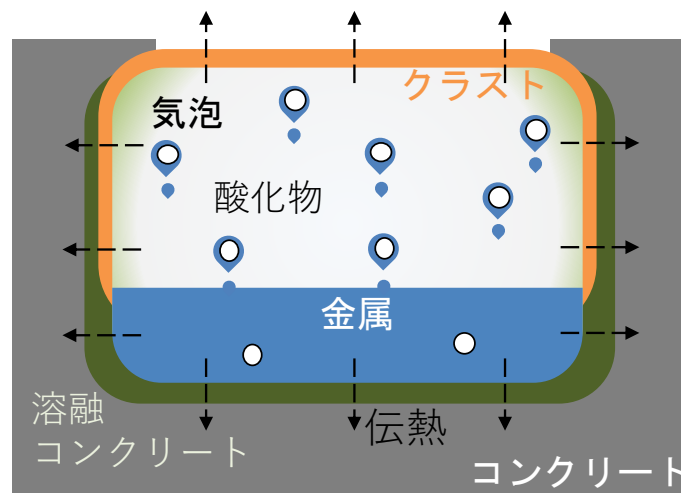 クラスト
気泡
酸化物
金属
溶融
コンクリート
伝熱
コンクリート